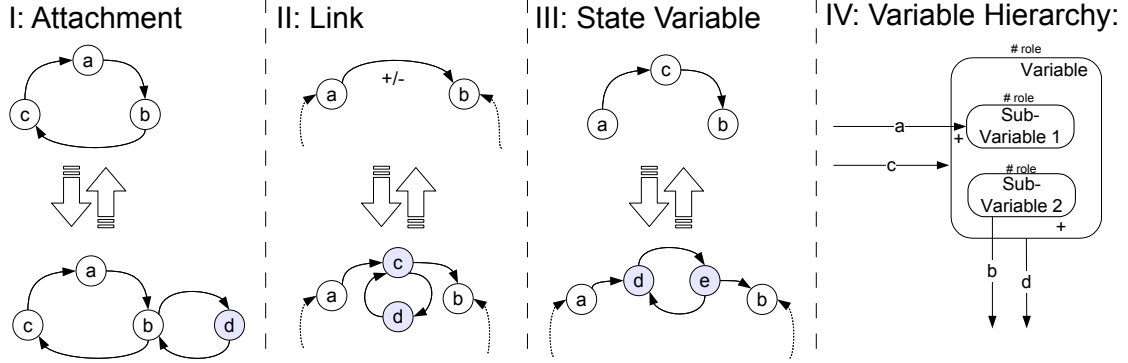 I: Attachment
a
c
b
a
c
b
d
II: Link
+/-
a
b
c
a
b
d
III: State Variable
c
a
b
d
e
a
b
IV: Variable Hierarchy:
# role
Variable
# role
Sub-
Variable 1
a
+
c
# role
Sub-
Variable 2
+
b
d